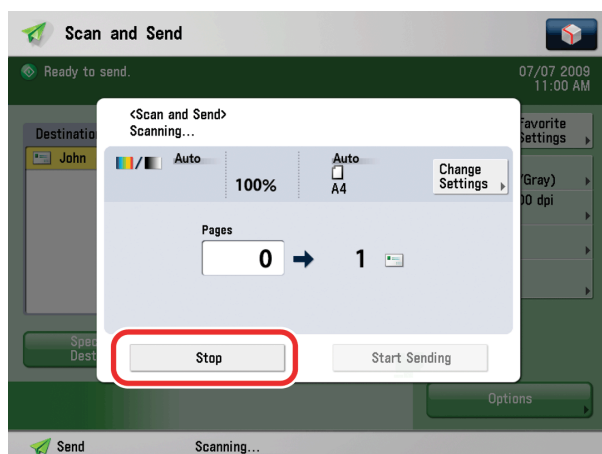 Scan and Send
Ready to send.
07/07 2009
11:00 AM
<Scan and Send>
Scanning...
Destinatio
Favorite
Settings
John
Auto
100%
Auto
A4
Change
Settings
/Gray)
00 dpi
Pages
0
1
Spec
Dest
Stop
Start Sending
Options
Send
Scanning...